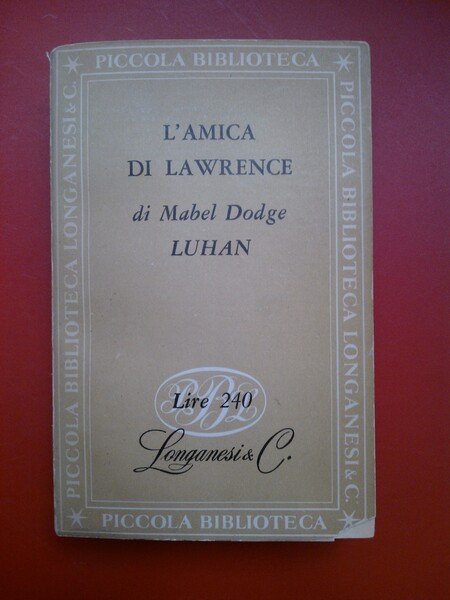 PICCOLA BIBLIOTECA
L'AMICA
DI LAWRENCE
di Mabel Dodge
LUHAN
PBL
Lire 240
Longanesi & C.
PICCOLA BIBLIOTECA LONGANESI & C.
PICCOLA BIBLIOTECA LONGANESI & C.
PICCOLA BIBLIOTECA